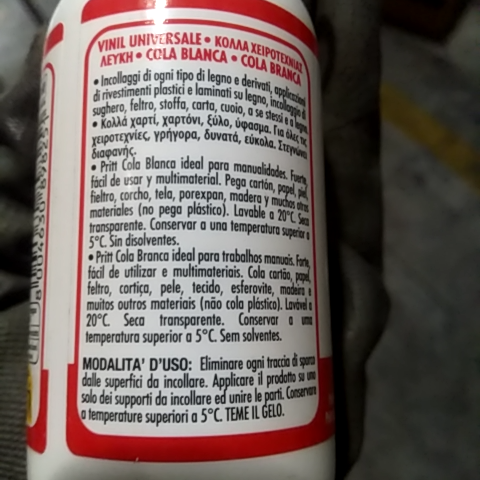 VINIL UNIVERSALE • ΚΟΛΛΑ ΧΕΙΡΟΤΕΧΝΙΑΣ
ΛΕΥΚΗ • COLA BLANCA • COLA BRANCA
• Incollaggi di ogni tipo di legno e derivati, applicazioni
di rivestimenti plastici e laminati su legno, incollaggio di
sughero, feltro, stoffa, carta, cuoio, a se stessi e a legno.
• Κολλά χαρτί, χαρτόνι, ξύλο, ύφασμα. Για όλες τις
χειροτεχνίες, γρήγορα, δυνατά, εύκολα. Στεγνώνει
διαφανής.
• Pritt Cola Blanca ideal para manualidades. Fuerte,
fácil de usar y multimaterial. Pega cartón, papel, piel,
fieltro, corcho, tela, porexpan, madera y muchos otros
materiales (no pega plástico). Lavable a 20°C. Seca
transparente. Conservar a una temperatura superior a
5°C. Sin disolventes.
• Pritt Cola Branca ideal para trabalhos manuais. Forte,
fácil de utilizar e multimateriais. Cola cartão, papel,
feltro, cortiça, pele, tecido, esferovite, madeira e
muitos outros materiais (não cola plástico). Lavável a
20°C. Seca transparente. Conservar a uma
temperatura superior a 5°C. Sem solventes.
MODALITA' D'USO: Eliminare ogni traccia di sporco
dalle superfici da incollare. Applicare il prodotto su uno
solo dei supporti da incollare ed unire le parti. Conservare
a temperature superiori a 5°C. TEME IL GELO.